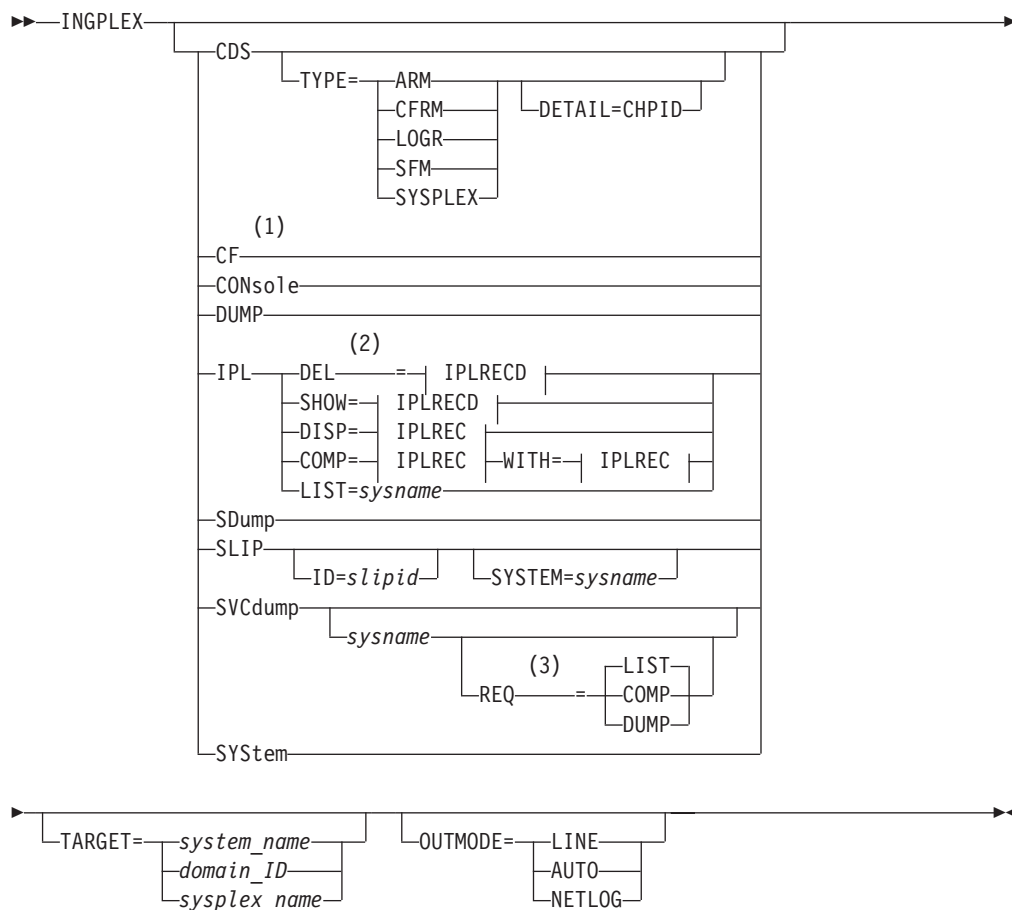 INGPLEX
CDS
TYPE= ARM
CFRM DETAIL=CHPID
LOGR
SFM
SYSPLEX
(1)
CF
CONsole
DUMP
(2)
IPL DEL = IPLRECD
SHOW= IPLRECD
DISP= IPLREC
COMP= IPLREC WITH= IPLREC
LIST=sysname
SDump
SLIP
ID=slipid SYSTEM=sysname
SVCdump
sysname
(3) LIST
REQ = COMP
DUMP
SYStem
TARGET= system_name OUTMODE= LINE
domain_ID AUTO
sysplex_name NETLOG